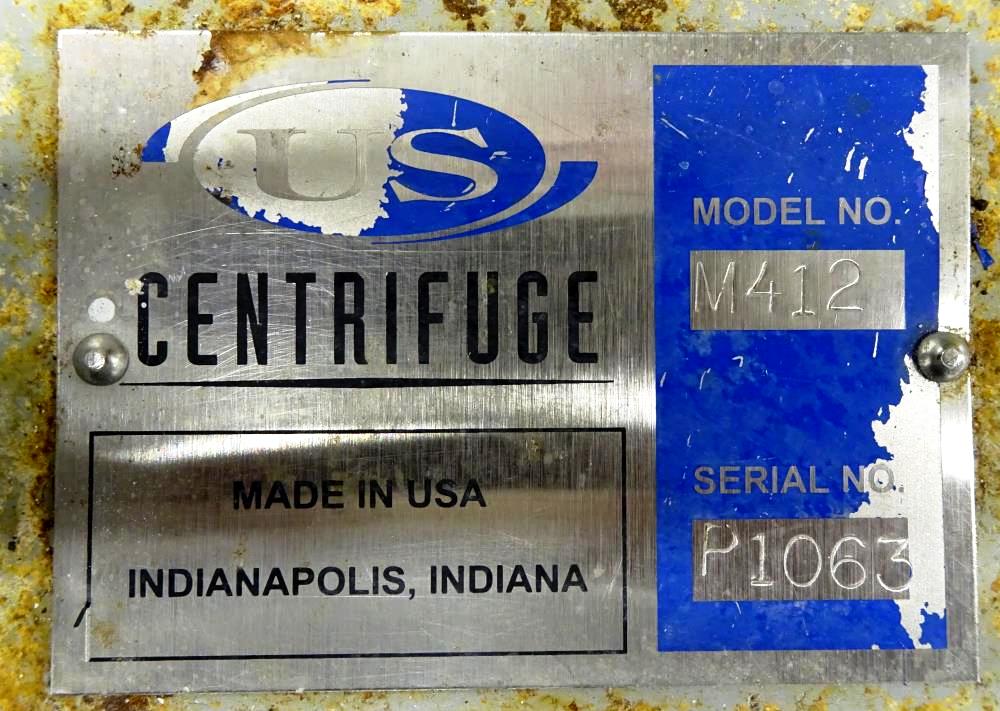 US
CENTRIFUGE
MADE IN USA
INDIANAPOLIS, INDIANA
MODEL NO.
M412
SERIAL NO.
P1063